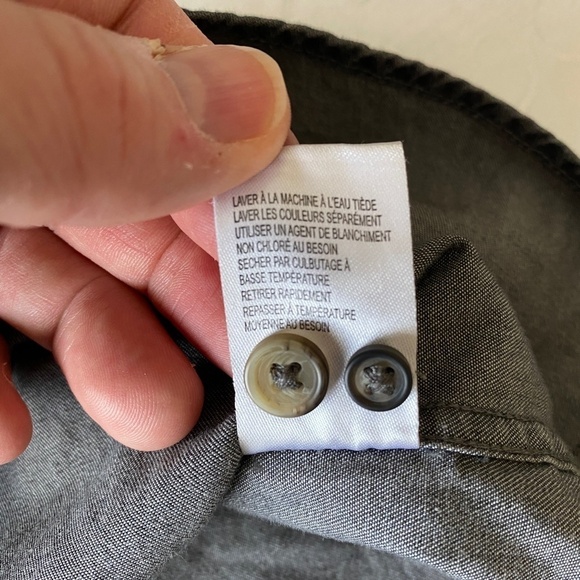 LAVER À LA MACHINE À L'EAU TIÈDE
LAVER LES COULEURS SÉPARÉMENT
UTILISER UN AGENT DE BLANCHIMENT
NON CHLORÉ AU BESOIN
SECHER PAR CULBUTAGE À
BASSE TEMPÉRATURE
RETIRER RAPIDEMENT
REPASSER À TEMPÉRATURE
MOYENNE AU BESOIN